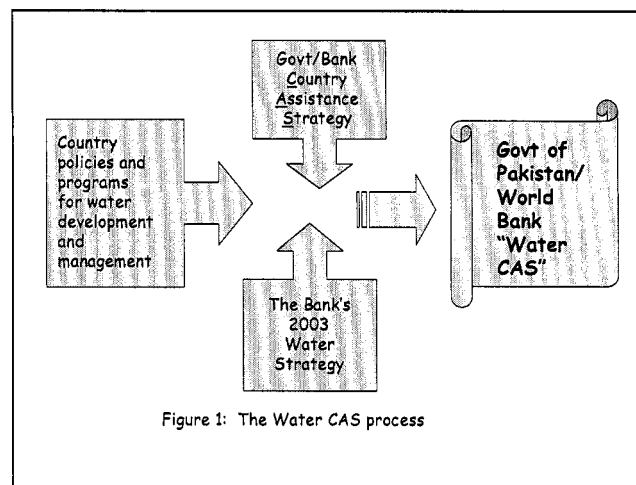 Govt/Bank
Country
Assistance
Strategy
Country
policies and
programs
for water
development
and
management
Govt of
Pakistan/
World
Bank
"Water
CAS"
The Bank's
2003
Water
Strategy
Figure 1: The Water CAS process